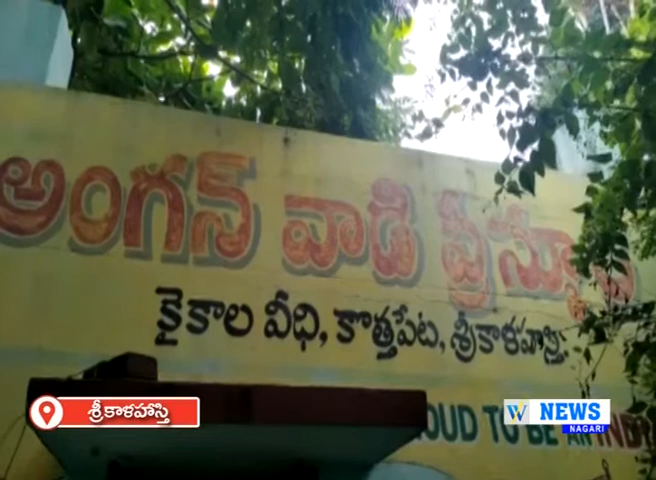 అంగన్ వాడి ప్రీస్కూల్
కైకాల వీధి, కొత్తపేట, శ్రీకాళహస్తి.
OUD TO BE AN IND
శ్రీకాళహస్తి
W NEWS
NAGARI